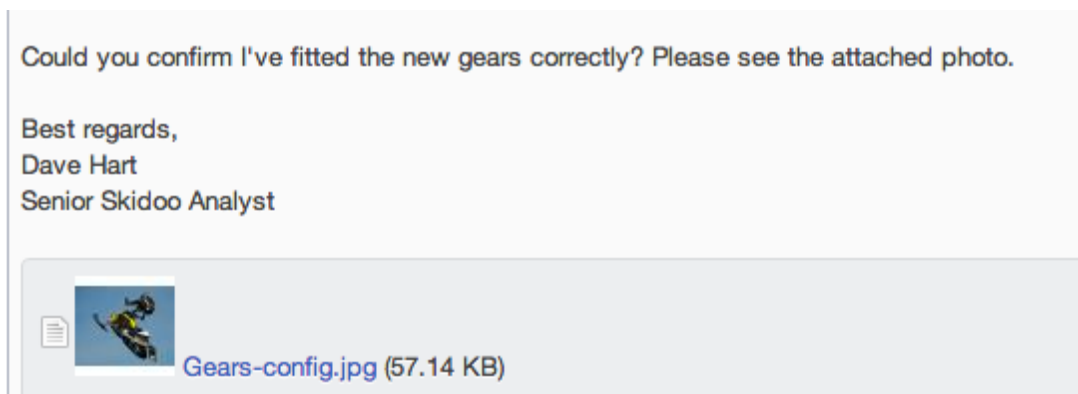 Could you confirm I've fitted the new gears correctly? Please see the attached photo.
Best regards,
Dave Hart
Senior Skidoo Analyst
Gears-config.jpg (57.14 KB)